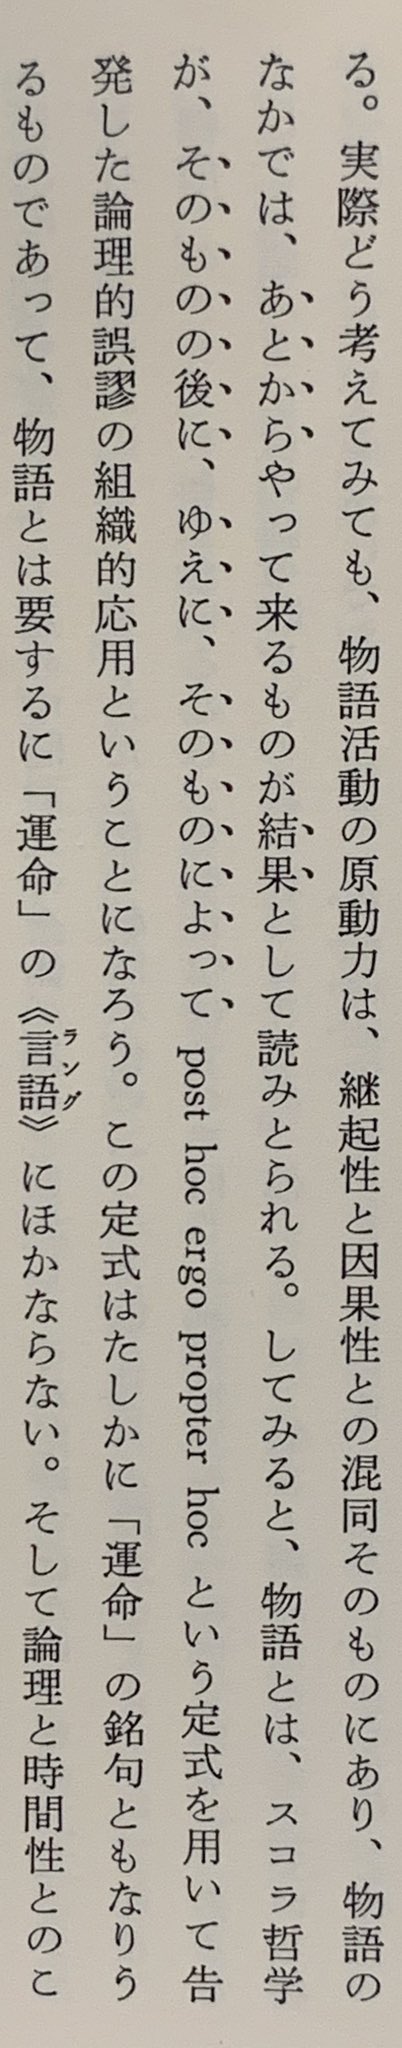 る。実際どう考えてみても、物語活動の原動力は、継起性と因果性との混同そのものにあり、物語の
なかでは、あとからやって来るものが結果として読みとられる。してみると、物語とは、スコラ哲学
が、そのものの後に、ゆえに、そのものによって post hoc ergo propter hoc という定式を用いて告
発した論理的誤謬の組織的応用ということになろう。この定式はたしかに「運命」の銘句ともなりう
るものであって、物語とは要するに「運命」の《言語》にほかならない。そして論理と時間性とのこ
ラング